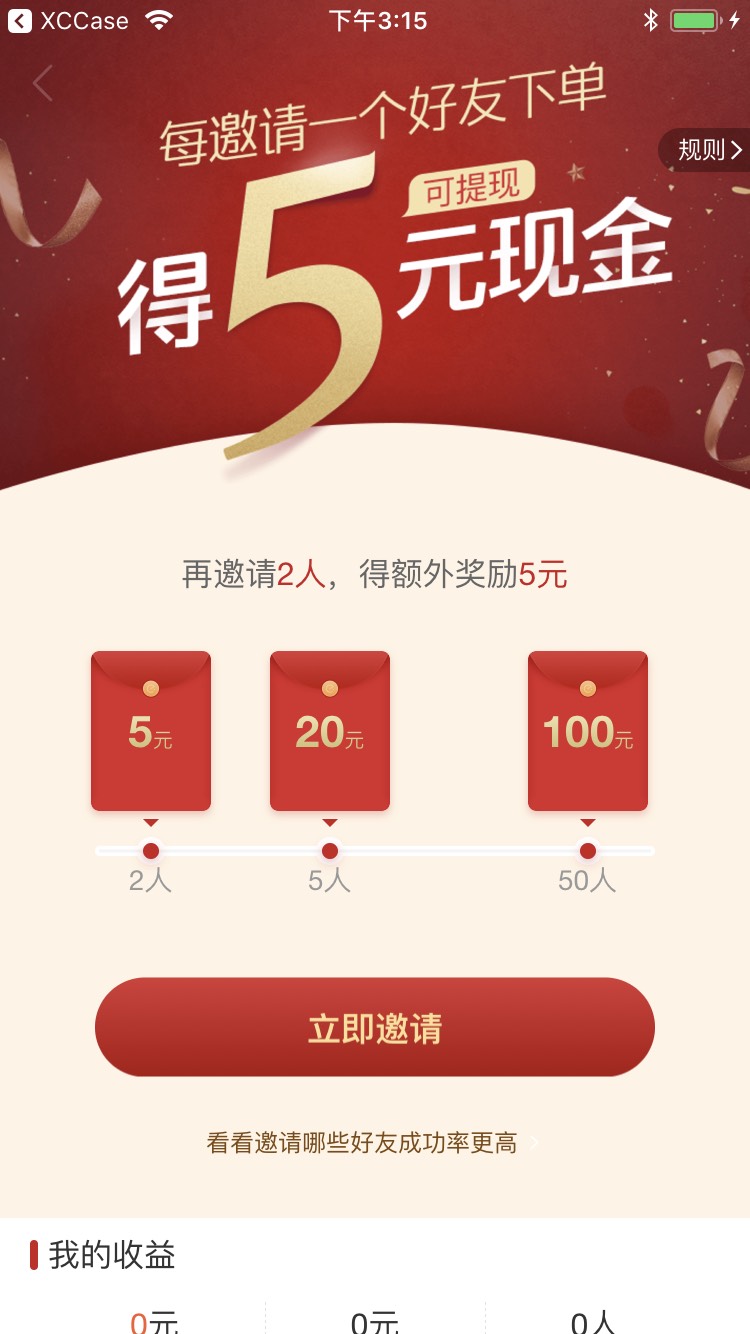 XCCase 下午3:15
每邀请一个好友下单
规则
可提现
得5元现金
再邀请2人，得额外奖励5元
5元 20元 100元
2人 5人 50人
立即邀请
看看邀请哪些好友成功率更高
我的收益
0元 0元 0人